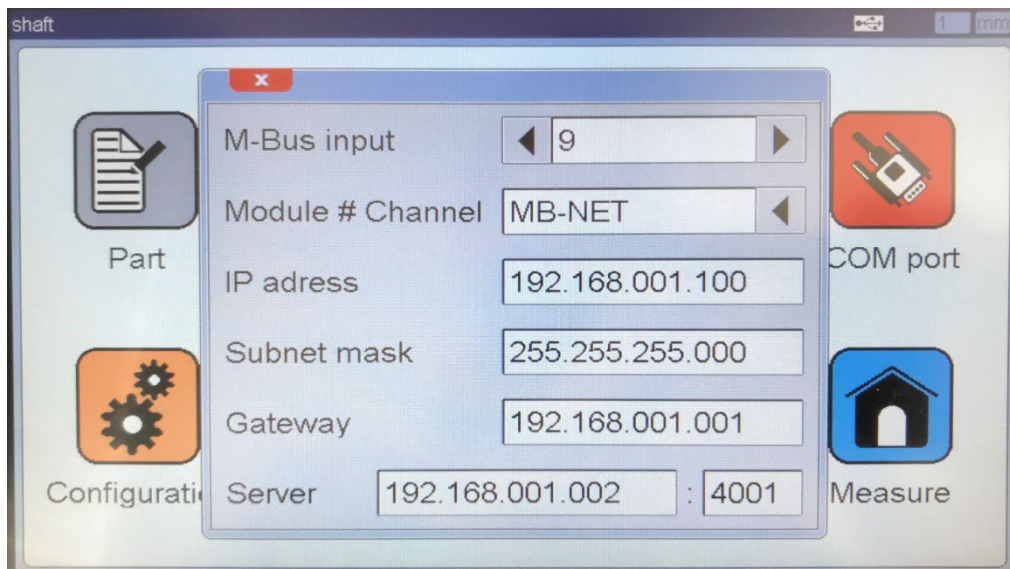 shaft
1 mm
x
M-Bus input 9
Module # Channel MB-NET
IP adress 192.168.001.100
Subnet mask 255.255.255.000
Gateway 192.168.001.001
Server 192.168.001.002 : 4001
Part
COM port
Configurati
Measure